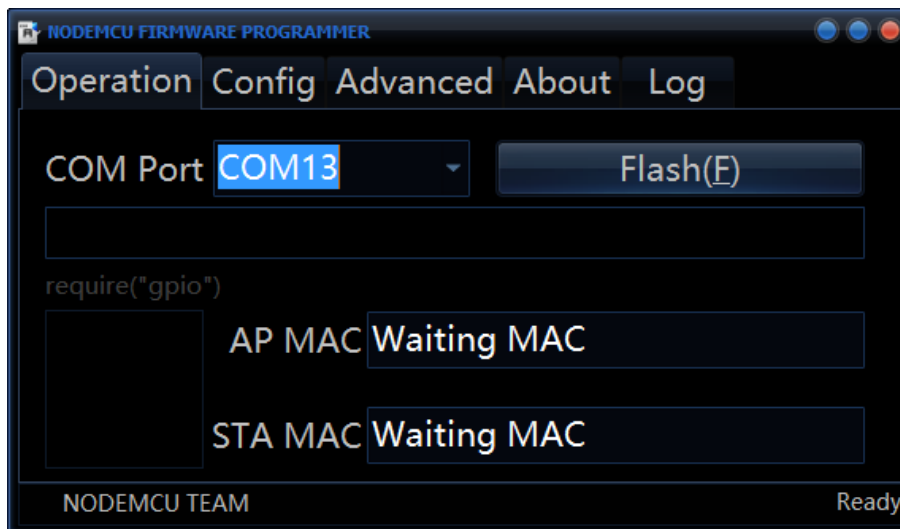 NODEMCU FIRMWARE PROGRAMMER
Operation Config Advanced About Log
COM Port COM13 Flash(F)
require("gpio")
AP MAC Waiting MAC
STA MAC Waiting MAC
NODEMCU TEAM Ready